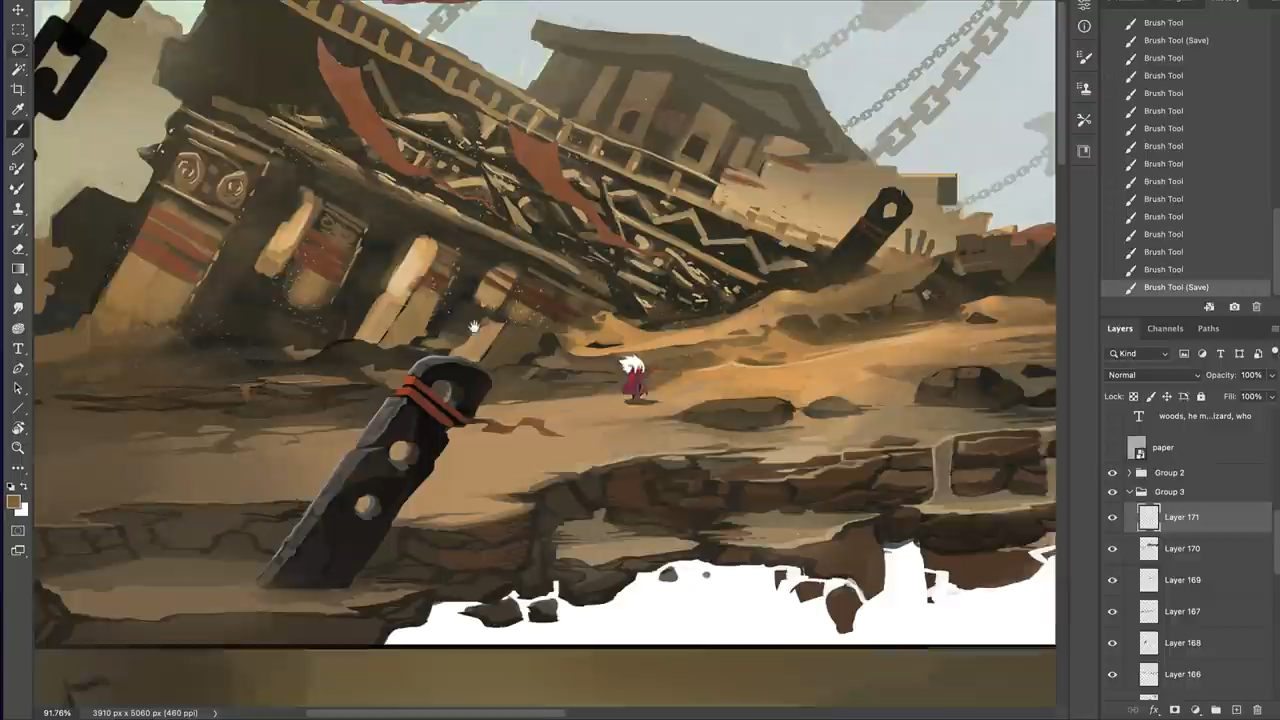 Brush Tool
Brush Tool (Save)
Brush Tool
Brush Tool
Brush Tool
Brush Tool
Brush Tool
Brush Tool
Brush Tool
Brush Tool
Brush Tool
Brush Tool
Brush Tool
Brush Tool
Brush Tool
Brush Tool (Save)
Layers Channels Paths
Kind
Normal Opacity: 100%
Lock: Fill: 100%
woods, he m...izard, who
paper
Group 2
Group 3
Layer 171
Layer 170
Layer 169
Layer 167
Layer 168
Layer 166
91.76% 3910 px x 5060 px (460 ppi)